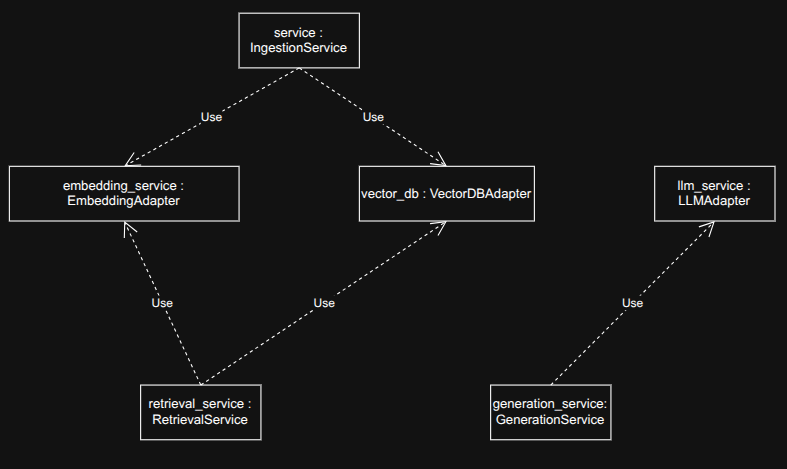 service :
IngestionService
Use
Use
embedding_service :
EmbeddingAdapter
vector_db : VectorDBAdapter
llm_service :
LLMAdapter
Use
Use
Use
retrieval_service :
RetrievalService
generation_service:
GenerationService